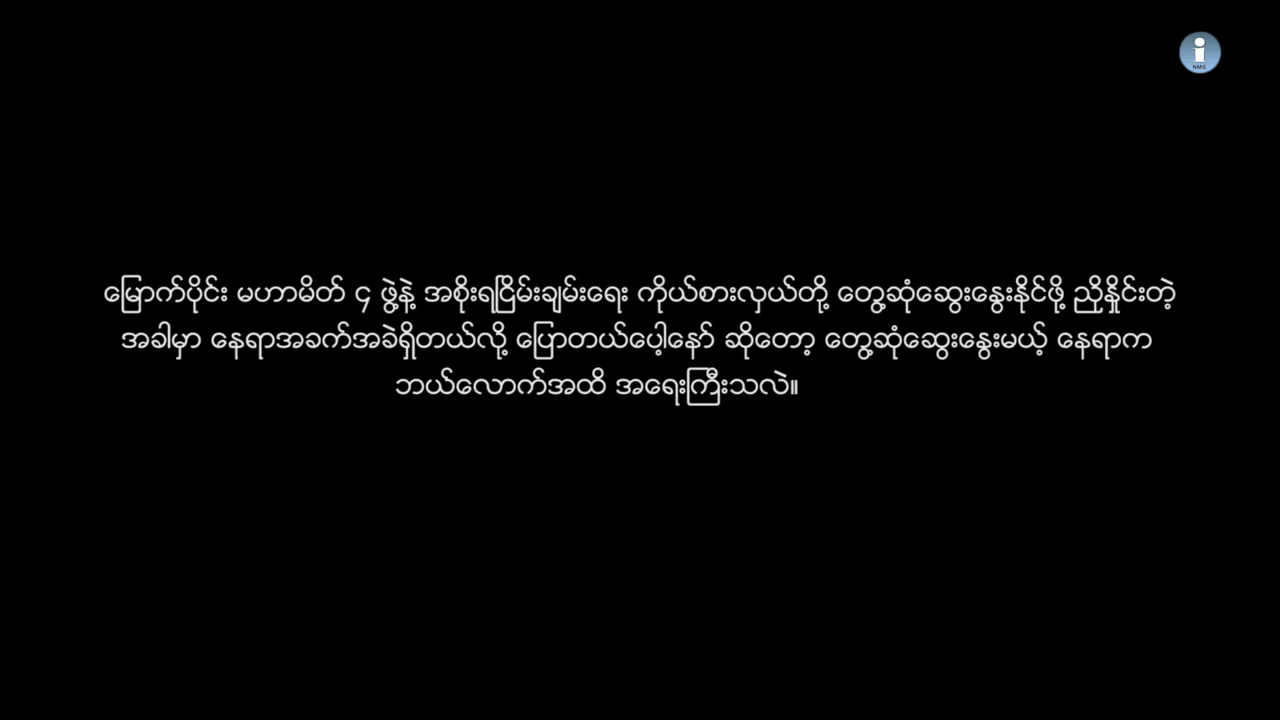 NMG
မြောက်ပိုင်း မဟာမိတ် ၄ ဖွဲ့နဲ့ အစိုးရငြိမ်းချမ်းရေး ကိုယ်စားလှယ်တို့ တွေ့ဆုံဆွေးနွေးနိုင်ဖို့ ညှိနှိုင်းတဲ့
အခါမှာ နေရာအခက်အခဲရှိတယ်လို့ ပြောတယ်ပေါ့နော် ဆိုတော့ တွေ့ဆုံဆွေးနွေးမယ့် နေရာက
ဘယ်လောက်အထိ အရေးကြီးသလဲ။